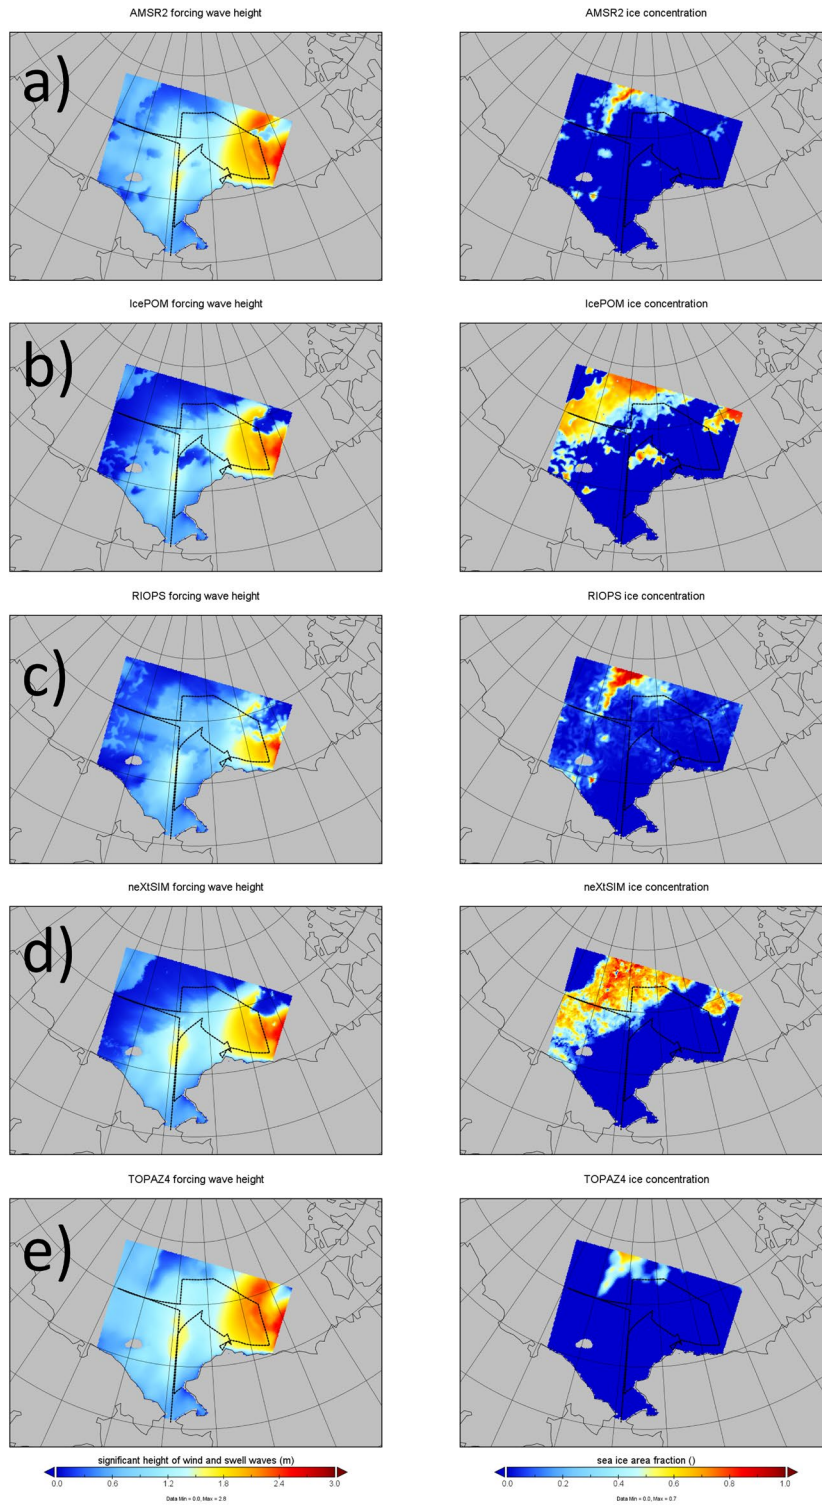 AMSR2 forcing wave height
AMSR2 ice concentration
a)
IcePOM forcing wave height
IcePOM ice concentration
b)
RIOPS forcing wave height
RIOPS ice concentration
c)
neXtSIM forcing wave height
neXtSIM ice concentration
d)
TOPAZ4 forcing wave height
TOPAZ4 ice concentration
e)
significant height of wind and swell waves (m)
0.0 0.6 1.2 1.8 2.4 3.0
Data Min = 0.0, Max = 2.8
sea ice area fraction ()
0.0 0.2 0.4 0.6 0.8 1.0
Data Min = 0.0, Max = 0.7